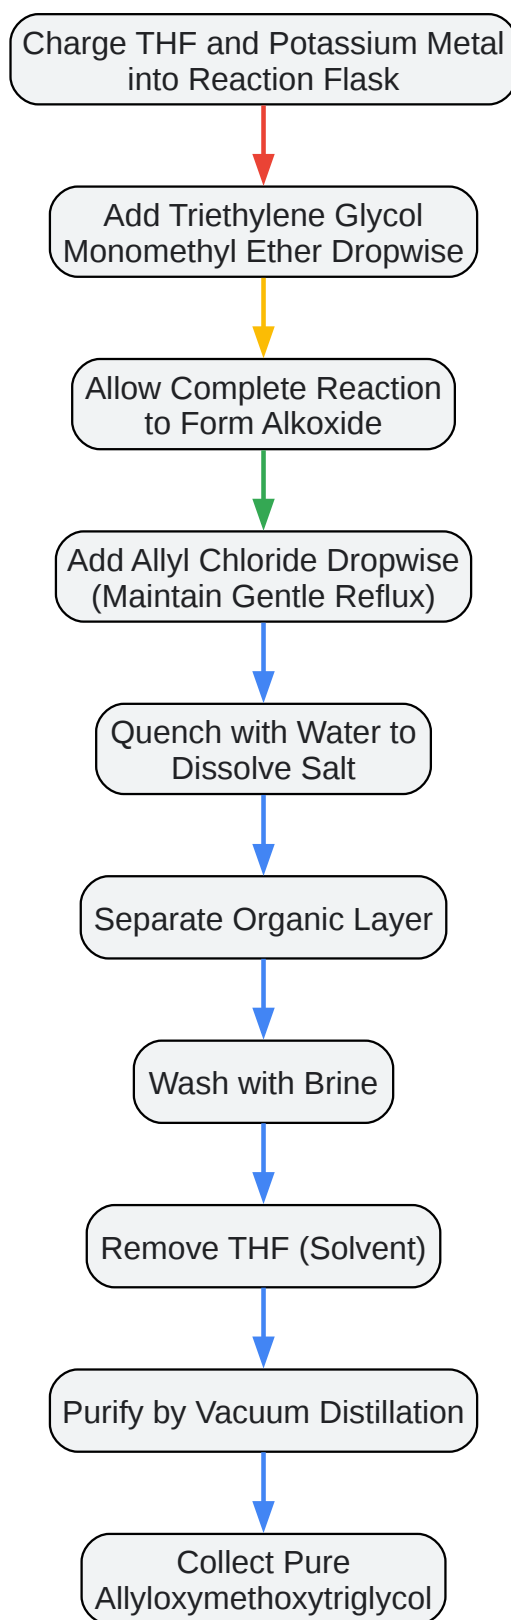 Charge THF and Potassium Metal
into Reaction Flask
Add Triethylene Glycol
Monomethyl Ether Dropwise
Allow Complete Reaction
to Form Alkoxide
Add Allyl Chloride Dropwise
(Maintain Gentle Reflux)
Quench with Water to
Dissolve Salt
Separate Organic Layer
Wash with Brine
Remove THF (Solvent)
Purify by Vacuum Distillation
Collect Pure
Allyloxymethoxytriglycol